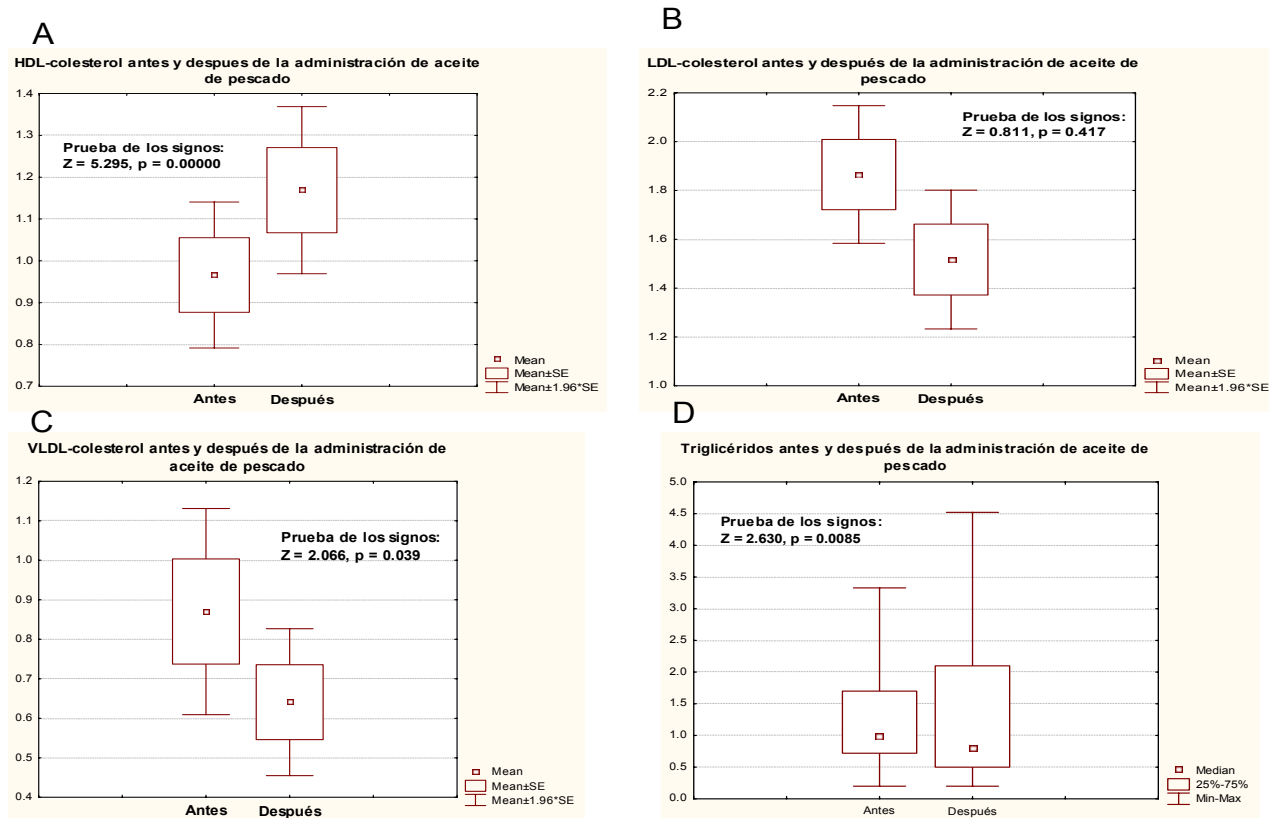 A
HDL-colesterol antes y despues de la administración de aceite
de pescado
1.4
1.3
1.2
1.1
1.0
0.9
0.8
0.7
Prueba de los signos:
Z = 5.295, p = 0.00000
Antes Después
Mean
Mean±SE
Mean±1.96*SE
B
LDL-colesterol antes y después de la administración de aceite de
pescado
2.2
2.0
1.8
1.6
1.4
1.2
1.0
Prueba de los signos:
Z = 0.811, p = 0.417
Antes Después
Mean
Mean±SE
Mean±1.96*SE
C
VLDL-colesterol antes y después de la administración de
aceite de pescado
1.2
1.1
1.0
0.9
0.8
0.7
0.6
0.5
0.4
Prueba de los signos:
Z = 2.066, p = 0.039
Antes Después
Mean
Mean±SE
Mean±1.96*SE
D
Triglicéridos antes y después de la administración de aceite de
pescado
5.0
4.5
4.0
3.5
3.0
2.5
2.0
1.5
1.0
0.5
0.0
Prueba de los signos:
Z = 2.630, p = 0.0085
Antes Después
Median
25%-75%
Min-Max